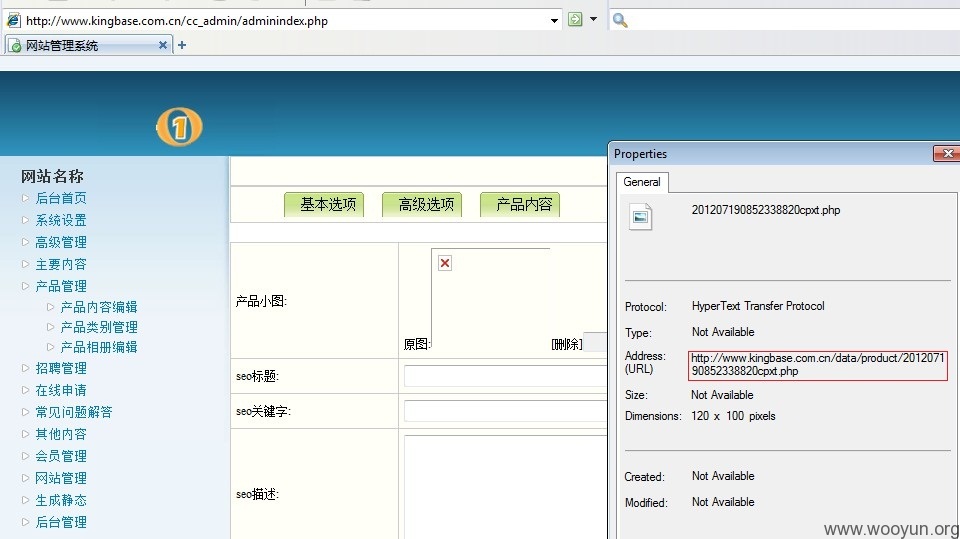 http://www.kingbase.com.cn/cc_admin/adminindex.php
网站管理系统
1
网站名称
后台首页
系统设置
高级管理
主要内容
产品管理
产品内容编辑
产品类别管理
产品相册编辑
招聘管理
在线申请
常见问题解答
其他内容
会员管理
网站管理
生成静态
后台管理
基本选项
高级选项
产品内容
产品小图:
原图:
[删除]
seo标题:
seo关键字:
seo描述:
Properties
General
201207190852338820cpxt.php
Protocol: HyperText Transfer Protocol
Type: Not Available
Address: http://www.kingbase.com.cn/data/product/2012071
(URL) 90852338820cpxt.php
Size: Not Available
Dimensions: 120 x 100 pixels
Created: Not Available
Modified: Not Available
www.wooyun.org